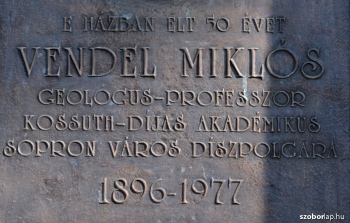 E HÁZBAN ÉLT 50 ÉVET
VENDEL MIKLÓS
GEOLÓGUS-PROFESSZOR
KOSSUTH-DÍJAS AKADÉMIKUS
SOPRON VÁROS DÍSZPOLGÁRA
1896-1977
szoborlap.hu